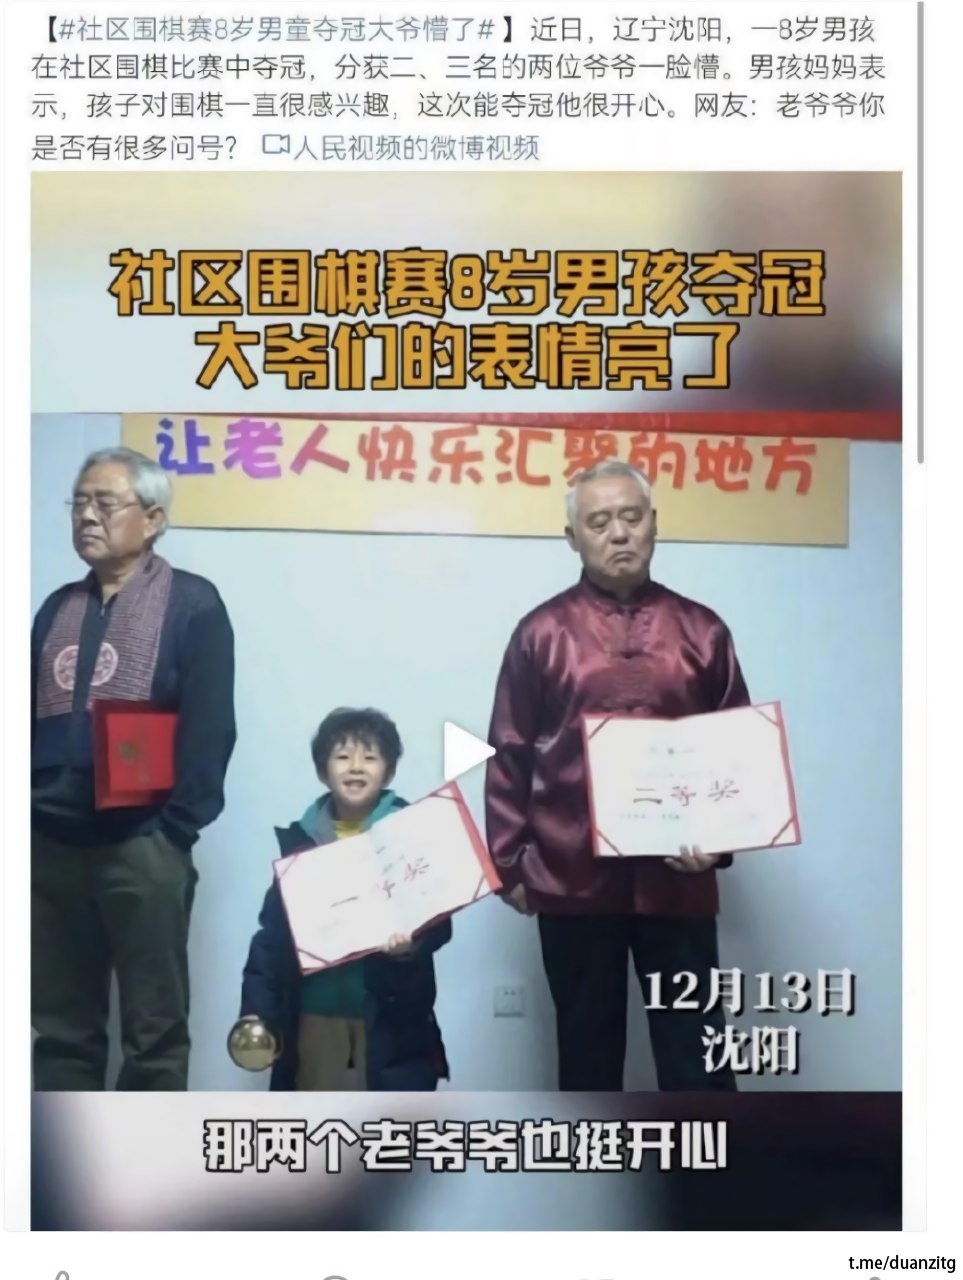 【#社区围棋赛8岁男童夺冠大爷懵了#】近日，辽宁沈阳，一8岁男孩
在社区围棋比赛中夺冠，分获二、三名的两位爷爷一脸懵。男孩妈妈表
示，孩子对围棋一直很感兴趣，这次能夺冠他很开心。网友：老爷爷你
是否有很多问号？ 人民视频的微博视频
社区围棋赛8岁男孩夺冠
大爷们的表情亮了
让老人快乐汇聚的地方
二等奖
一等奖
12月13日
沈阳
那两个老爷爷也挺开心
t.me/duanzitg